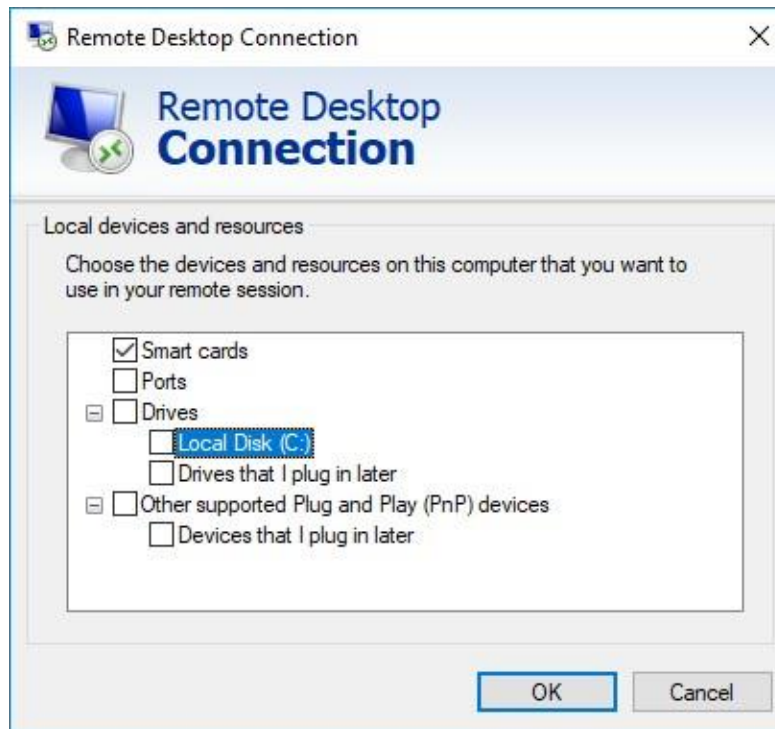 Remote Desktop Connection
Remote Desktop
Connection
Local devices and resources
Choose the devices and resources on this computer that you want to
use in your remote session.
Smart cards
Ports
Drives
Local Disk (C:)
Drives that I plug in later
Other supported Plug and Play (PnP) devices
Devices that I plug in later
OK
Cancel